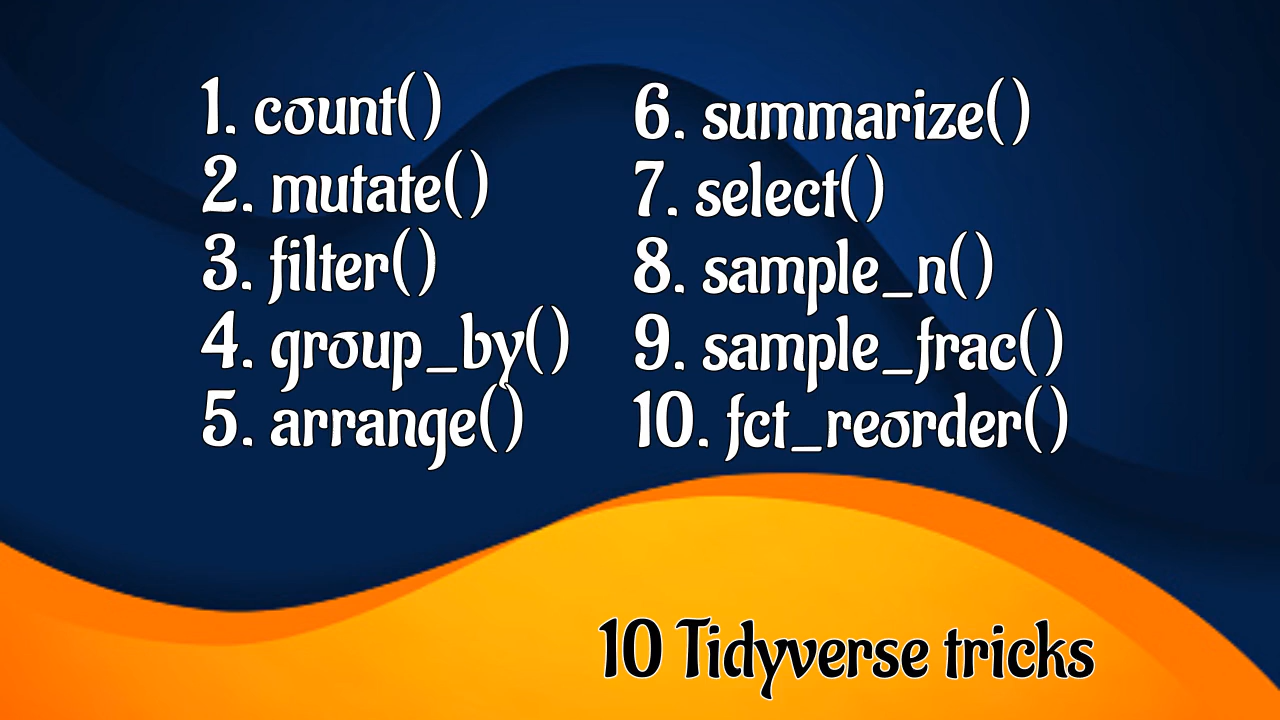 1. count()
2. mutate()
3. filter()
4. group_by()
5. arrange()
6. summarize()
7. select()
8. sample_n()
9. sample_frac()
10. fct_reorder()
10 Tidyverse tricks